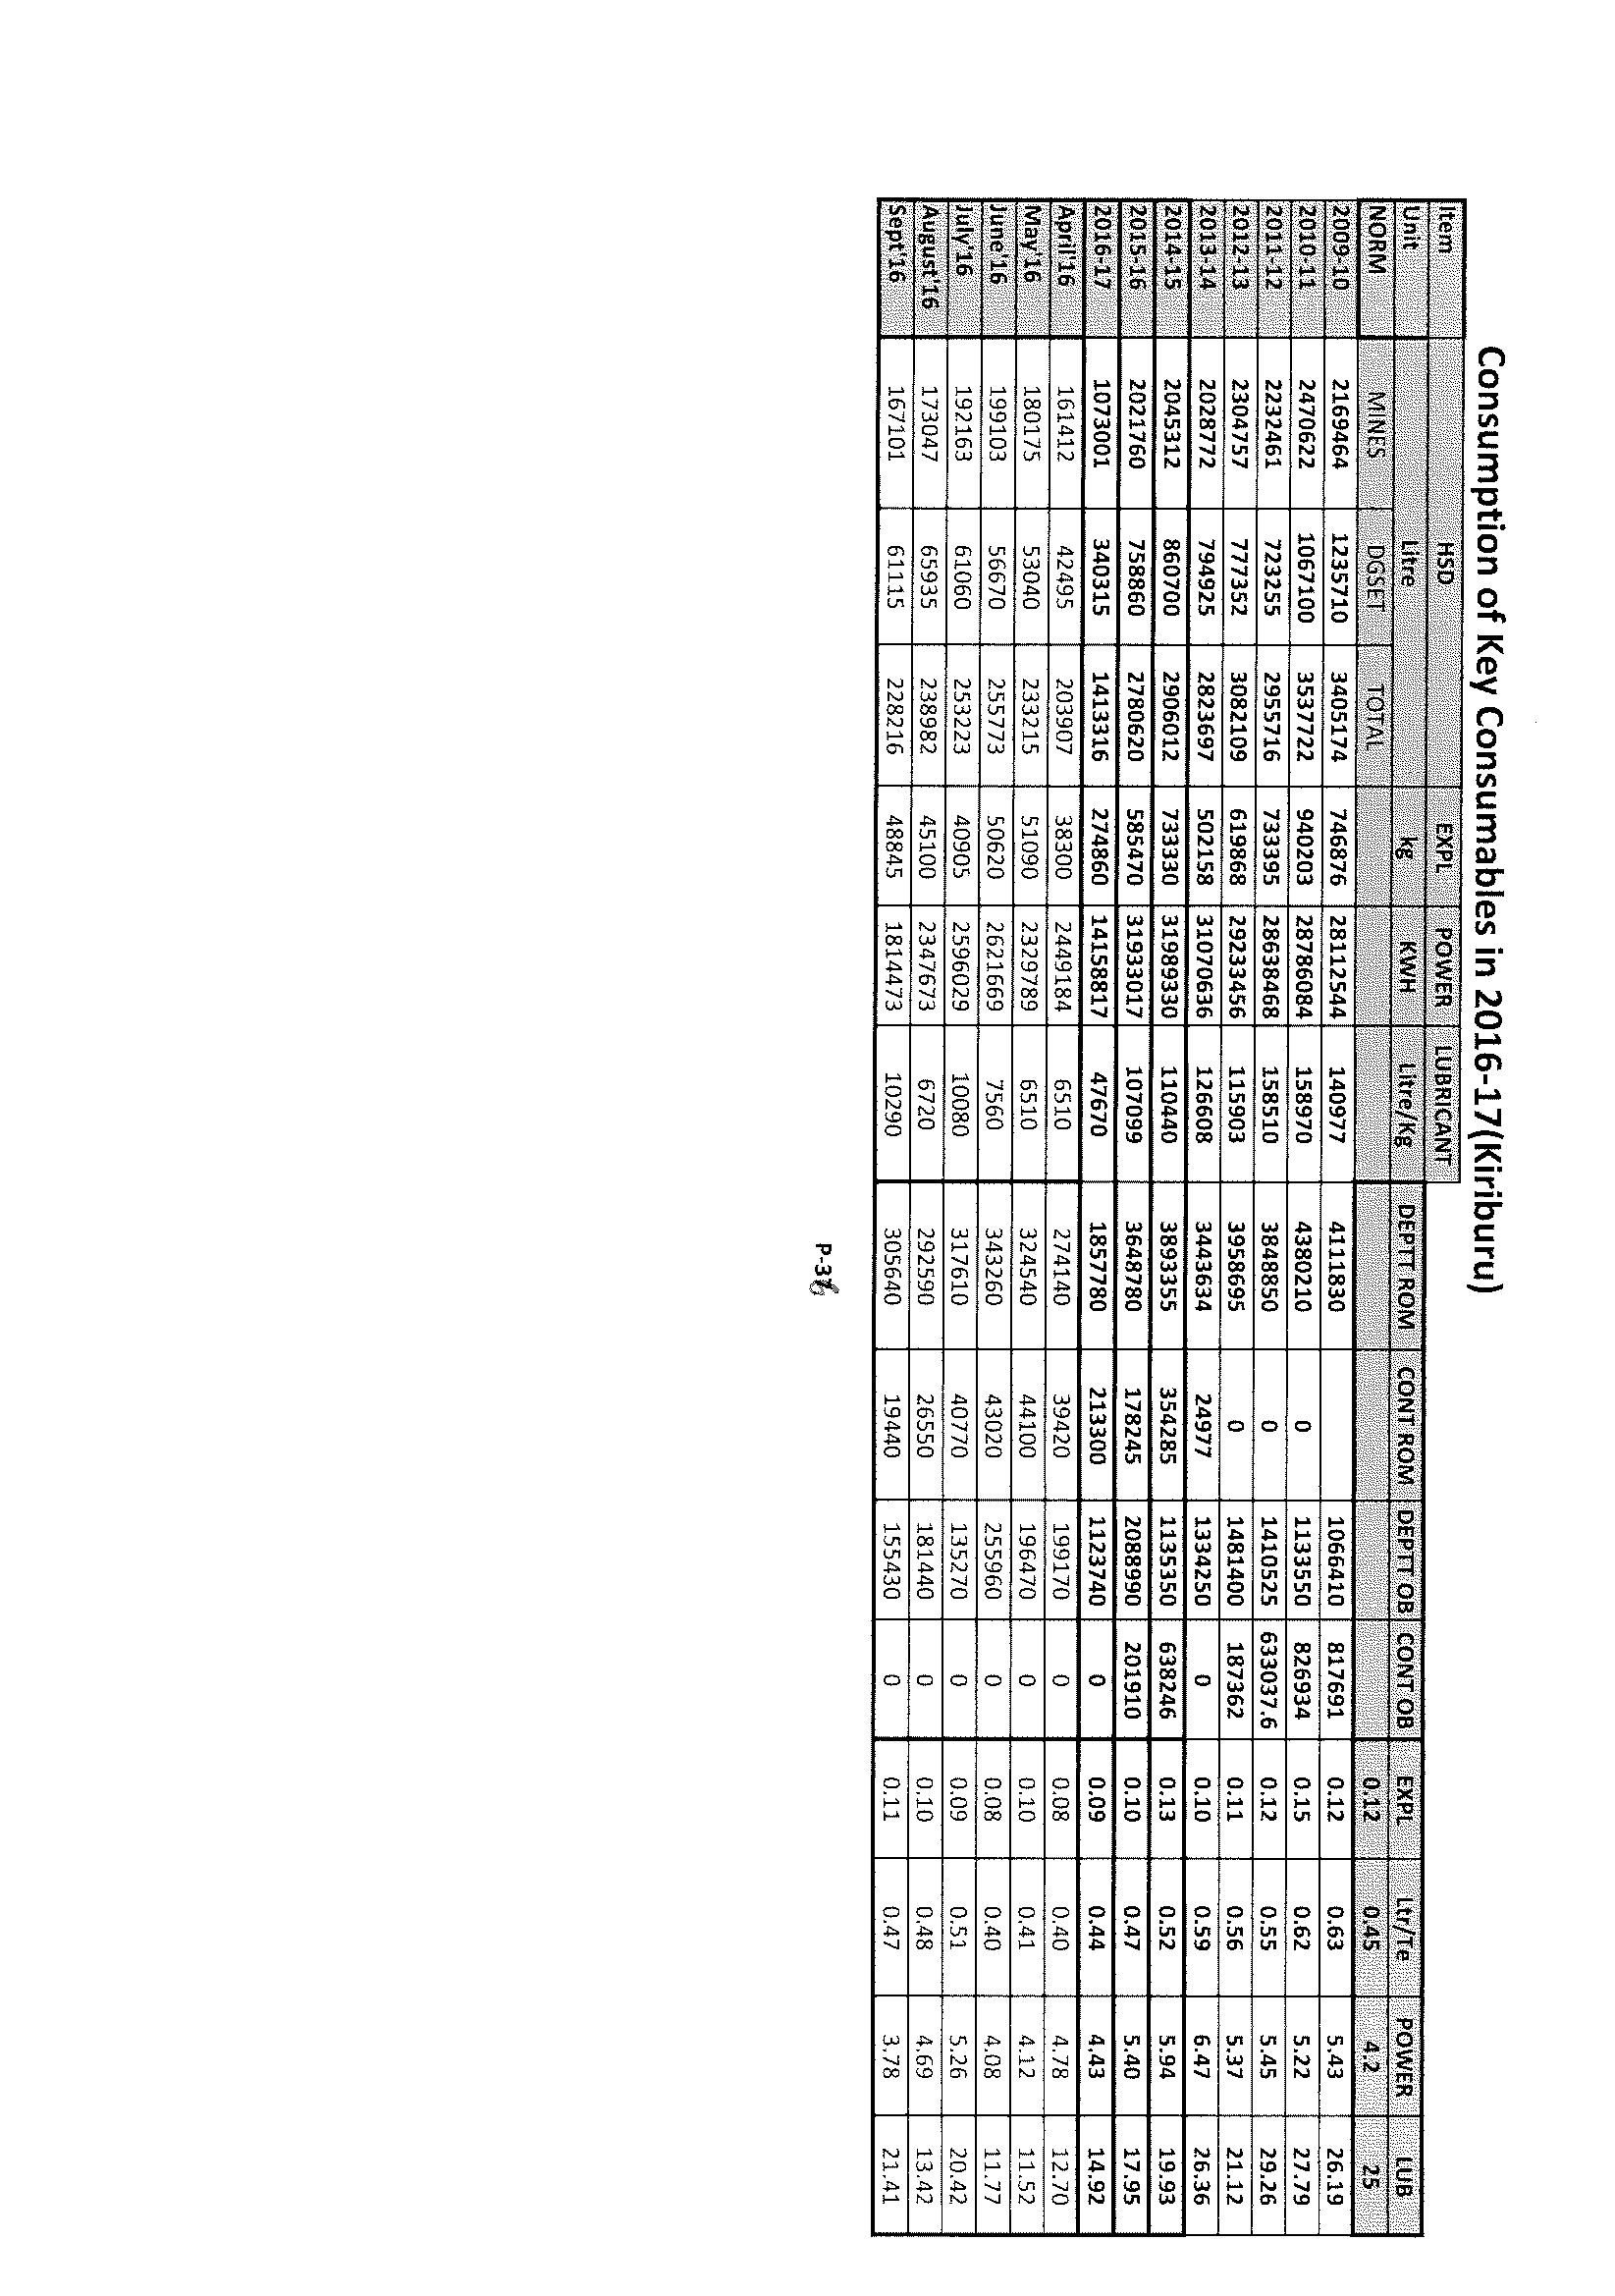 Consumption of Key Consumables in 2016-17(Kiriburu)
Item HSD EXPL POWER LUBRICANT
Unit Litre kg KWH Litre/Kg DEPTT ROM CONT ROM DEPTT OB CONT OB EXPL Ltr/Te POWER LUB
NORM MINES DGSET TOTAL 0.12 0.45 4.2 25
2009-10 2169464 1235710 3405174 746876 28112544 140977 4111830 1066410 817691 0.12 0.63 5.43 26.19
2010-11 2470622 1067100 3537722 940203 28786084 158970 4380210 0 1133550 826934 0.15 0.62 5.22 27.79
2011-12 2232461 723255 2955716 733395 28638468 158510 3848850 0 1410525 633037.6 0.12 0.55 5.45 29.26
2012-13 2304757 777352 3082109 619868 29233456 115903 3958695 0 1481400 187362 0.11 0.56 5.37 21.12
2013-14 2028772 794925 2823697 502158 31070636 126608 3443634 24977 1334250 0 0.10 0.59 6.47 26.36
2014-15 2045312 860700 2906012 733330 31989330 110440 3893355 354285 1135350 638246 0.13 0.52 5.94 19.93
2015-16 2021760 758860 2780620 585470 31933017 107099 3648780 178245 2088990 201910 0.10 0.47 5.40 17.95
2016-17 1073001 340315 1413316 274860 14158817 47670 1857780 213300 1123740 0 0.09 0.44 4.43 14.92
April'16 161412 42495 203907 38300 2449184 6510 274140 39420 199170 0 0.08 0.40 4.78 12.70
May'16 180175 53040 233215 51090 2329789 6510 324540 44100 196470 0 0.10 0.41 4.12 11.52
June'16 199103 56670 255773 50620 2621669 7560 343260 43020 255960 0 0.08 0.40 4.08 11.77
July'16 192163 61060 253223 40905 2596029 10080 317610 40770 135270 0 0.09 0.51 5.26 20.42
August'16 173047 65935 238982 45100 2347673 6720 292590 26550 181440 0 0.10 0.48 4.69 13.42
Sept'16 167101 61115 228216 48845 1814473 10290 305640 19440 155430 0 0.11 0.47 3.78 21.41
P-36